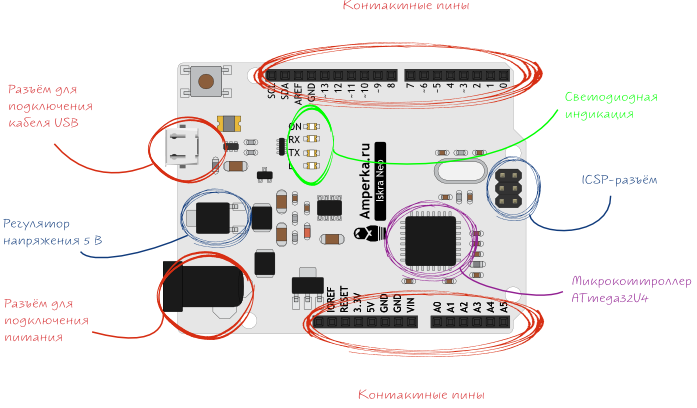 Контактные пины
SCL
SDA
AREF
GND
~13
12
~11
~10
~9
8
7
~6
~5
4
~3
2
1
0
Разъём для
подключения
кабеля USB
Светодиодная
индикация
ON
RX
TX
L
Amperka.ru
Iskra Neo
ICSP-разъём
Регулятор
напряжения 5 В
Микроконтроллер
ATmega32U4
Разъём для
подключения
питания
IOREF
RESET
3.3V
5V
GND
GND
VIN
A0
A1
A2
A3
A4
A5
Контактные пины